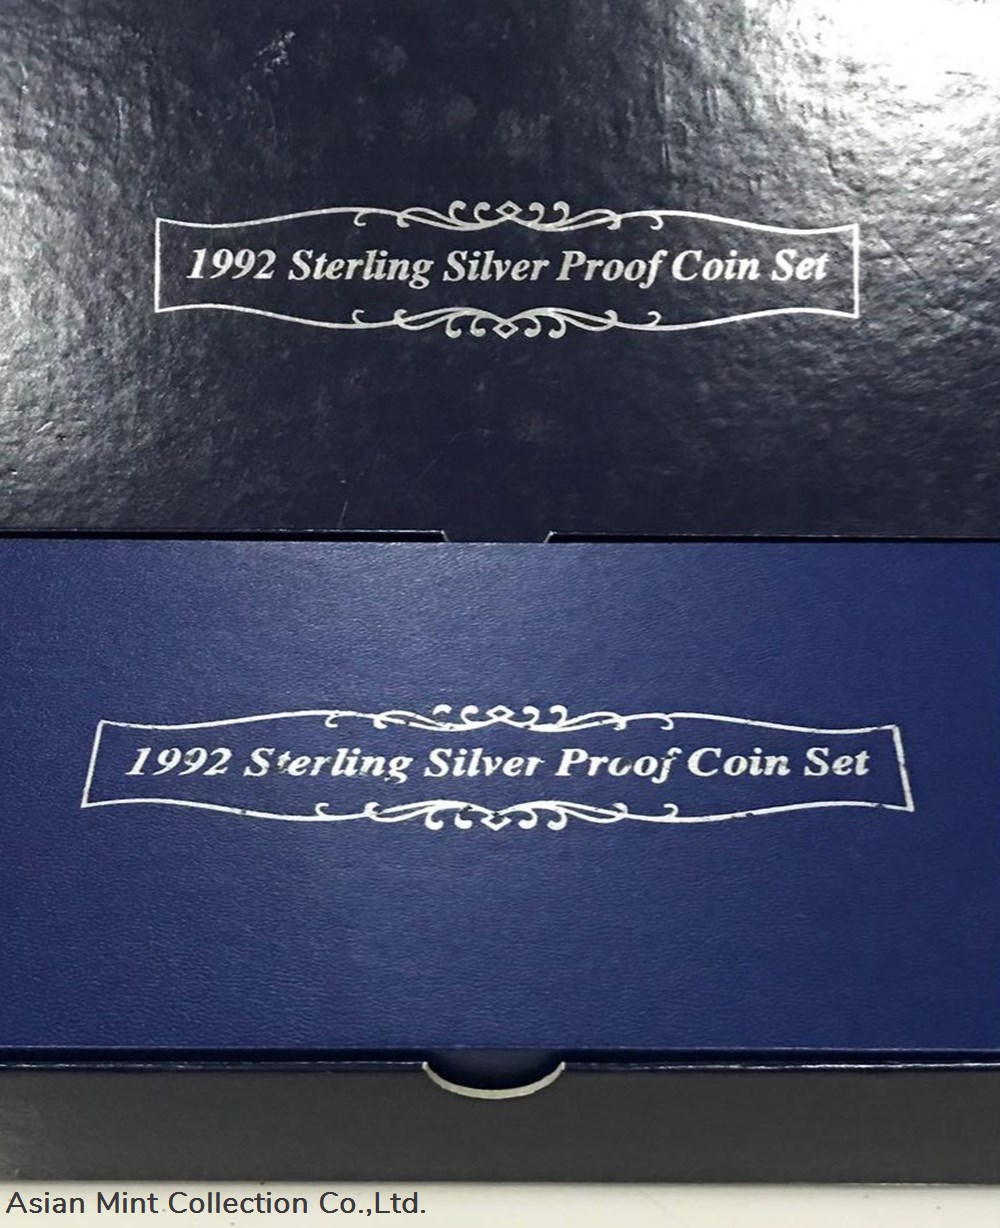 1992 Sterling Silver Proof Coin Set
1992 Sterling Silver Proof Coin Set
Asian Mint Collection Co.,Ltd.